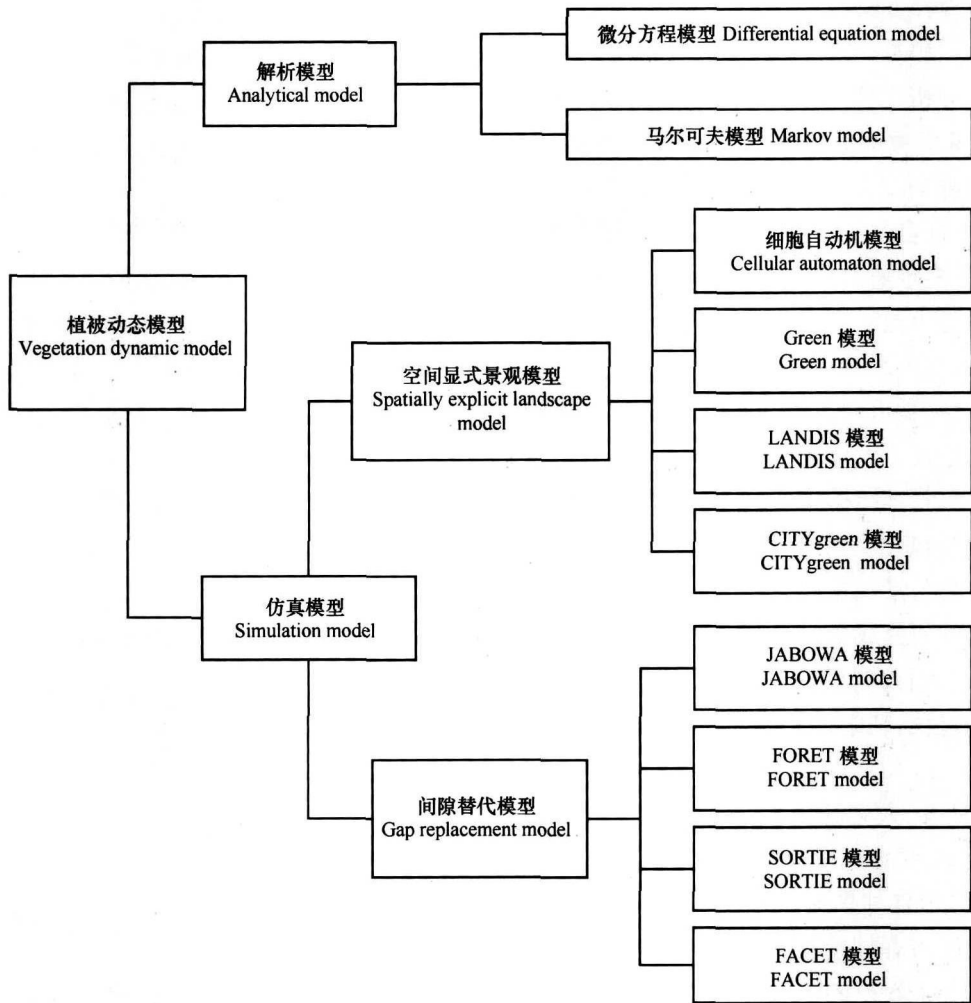 微分方程模型 Differential equation model
解析模型
Analytical model
马尔可夫模型 Markov model
细胞自动机模型
Cellular automaton model
植被动态模型
Vegetation dynamic model
Green 模型
Green model
空间显式景观模型
Spatially explicit landscape
model
LANDIS 模型
LANDIS model
CITYgreen 模型
CITYgreen model
仿真模型
Simulation model
JABOWA 模型
JABOWA model
FORET 模型
FORET model
间隙替代模型
Gap replacement model
SORTIE 模型
SORTIE model
FACET 模型
FACET model